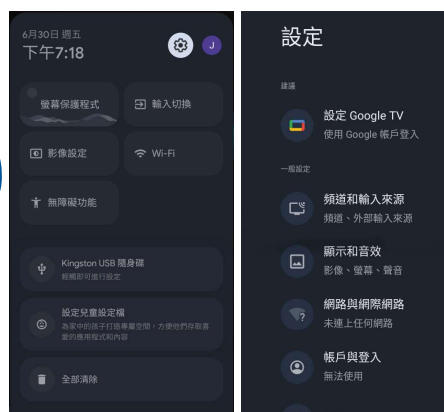 6月30日 週五
下午7:18
J
螢幕保護程式
輸入切換
影像設定
Wi-Fi
無障礙功能
Kingston USB 隨身碟
輕觸即可進行設定
設定兒童設定檔
為家中的孩子打造專屬空間，方便他們存取喜
愛的應用程式和內容
全部清除
設定
建議
設定 Google TV
使用 Google 帳戶登入
一般設定
頻道和輸入來源
頻道、外部輸入來源
顯示和音效
影像、螢幕、聲音
網路與網際網路
未連上任何網路
帳戶與登入
無法使用